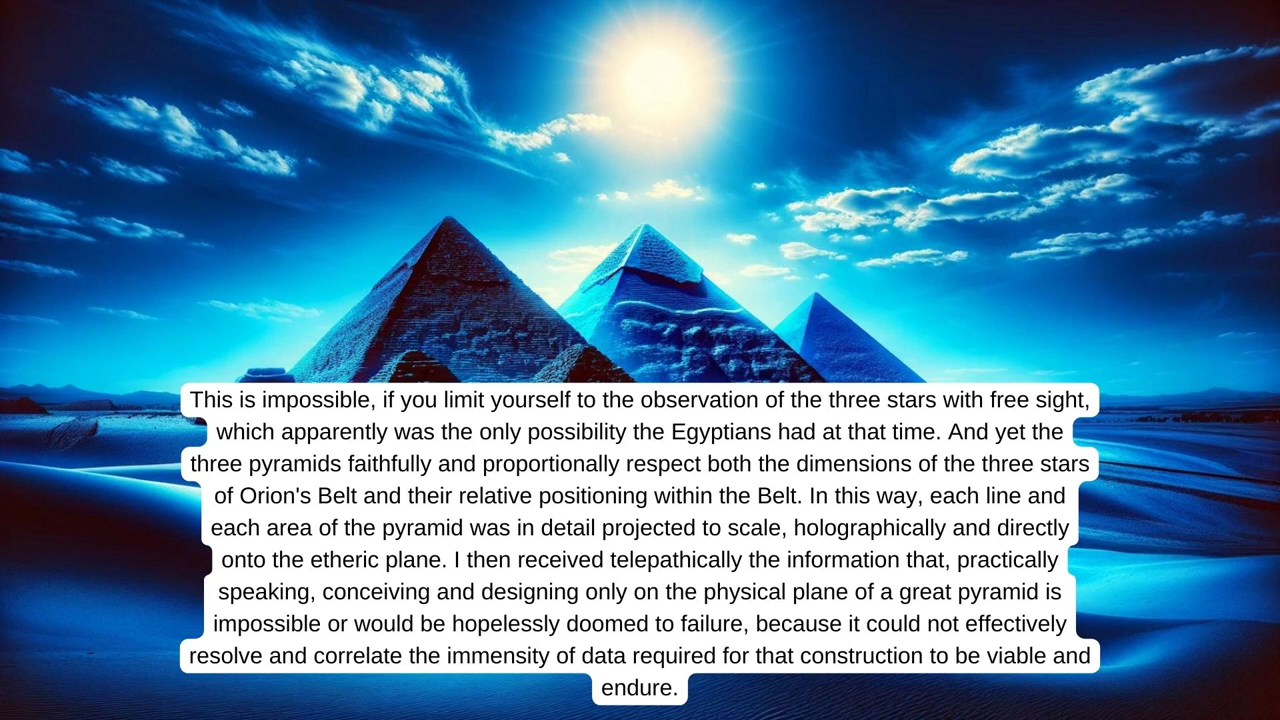 This is impossible, if you limit yourself to the observation of the three stars with free sight,
which apparently was the only possibility the Egyptians had at that time. And yet the
three pyramids faithfully and proportionally respect both the dimensions of the three stars
of Orion's Belt and their relative positioning within the Belt. In this way, each line and
each area of the pyramid was in detail projected to scale, holographically and directly
onto the etheric plane. I then received telepathically the information that, practically
speaking, conceiving and designing only on the physical plane of a great pyramid is
impossible or would be hopelessly doomed to failure, because it could not effectively
resolve and correlate the immensity of data required for that construction to be viable and
endure.